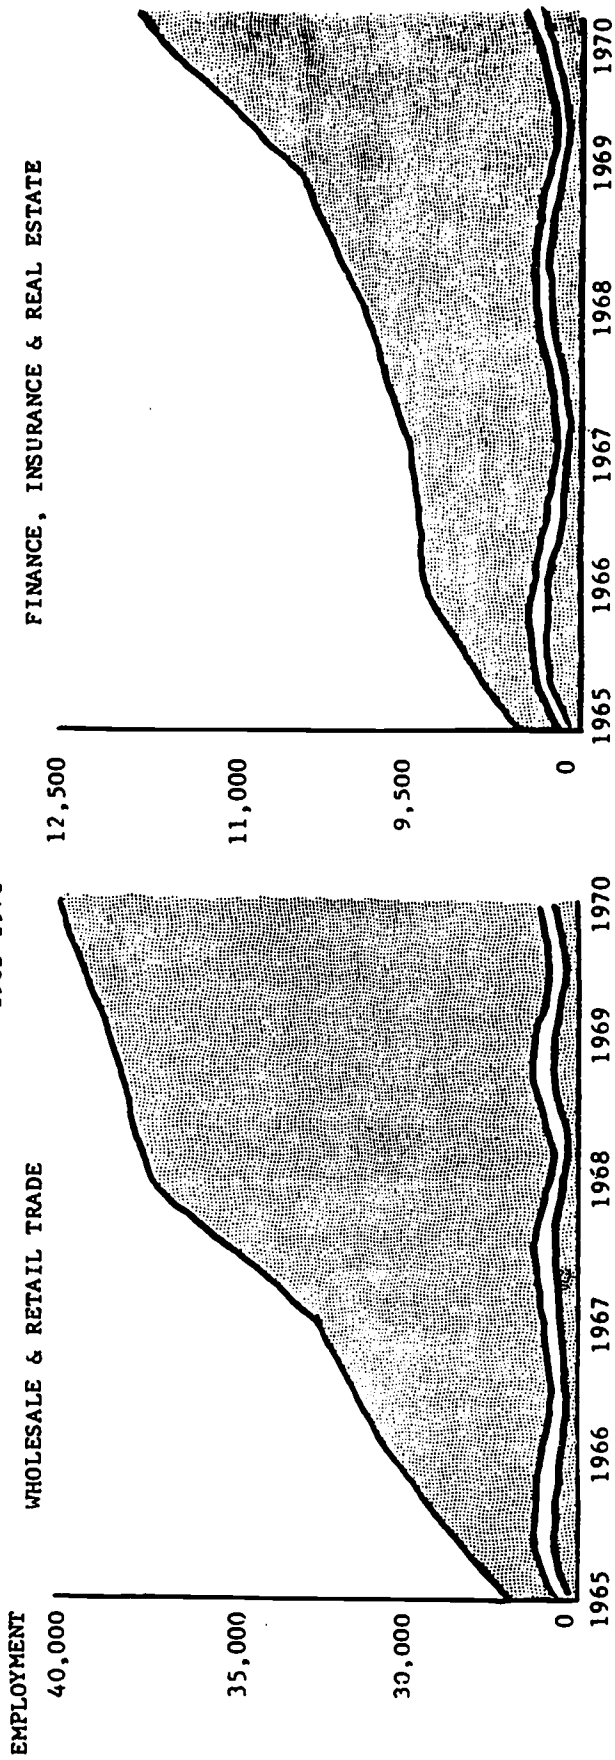 EMPLOYMENT
WHOLESALE & RETAIL TRADE
40,000
35,000
30,000
0
1965 1966 1967 1968 1969 1970
FINANCE, INSURANCE & REAL ESTATE
12,500
11,000
9,500
0
1965 1966 1967 1968 1969 1970